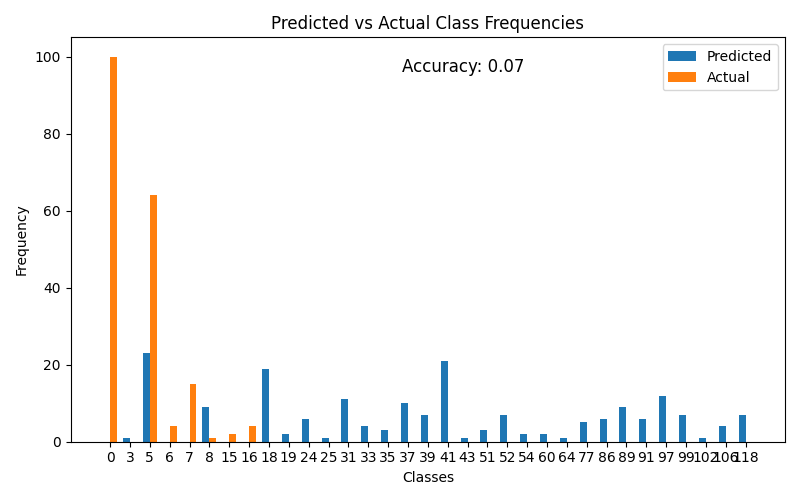 Predicted vs Actual Class Frequencies
Accuracy: 0.07
Predicted
Actual
Frequency
100
80
60
40
20
0
0 3 5 6 7 8 15 16 18 19 24 25 31 33 35 37 39 41 43 51 52 54 60 64 77 86 89 91 97 99 102 106 118
Classes